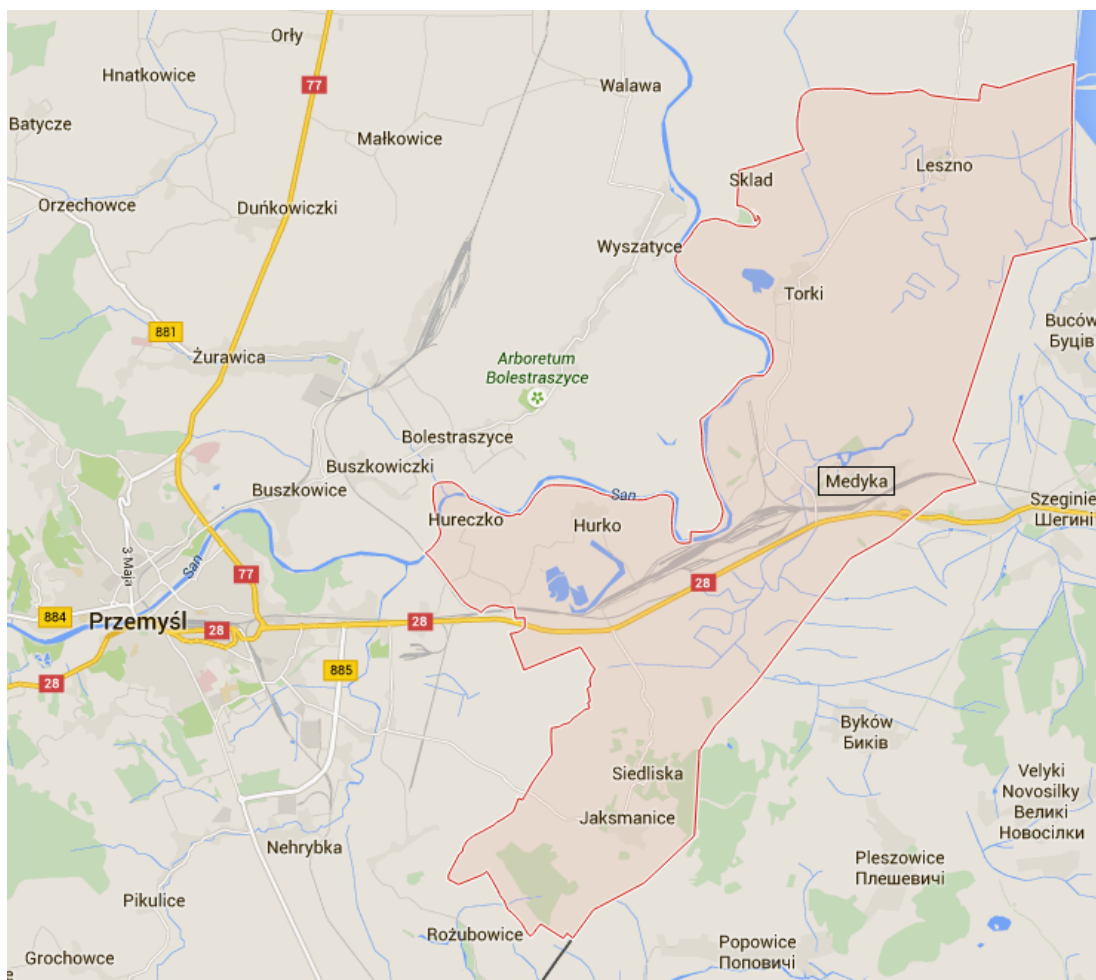 Orły
Hnatkowice
77
Walawa
Batycze
Małkowice
Leszno
Sklad
Orzechowce
Duńkowiczki
Wyszatyce
Torki
881
Buców
Буців
Żurawica
Arboretum
Bolestraszyce
Bolestraszyce
Buszkowiczki
Buszkowice
Medyka
San
Szeginie
Шегині
Hureczko
Hurko
3 Maja
San
77
28
884
Przemyśl
28
28
28
885
Byków
Биків
Siedliska
Jaksmanice
Velyki
Novosilky
Великі
Новосілки
Nehrybka
Pleszowice
Плешевичі
Pikulice
Rożubowice
Popowice
Поповичі
Grochowce